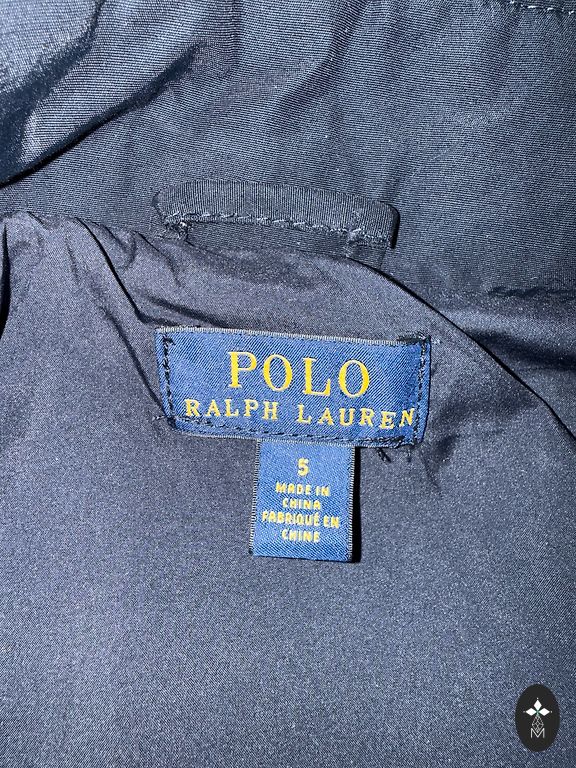 POLO
RALPH LAUREN
5
MADE IN
CHINA
FABRIQUÉ EN
CHINE
M